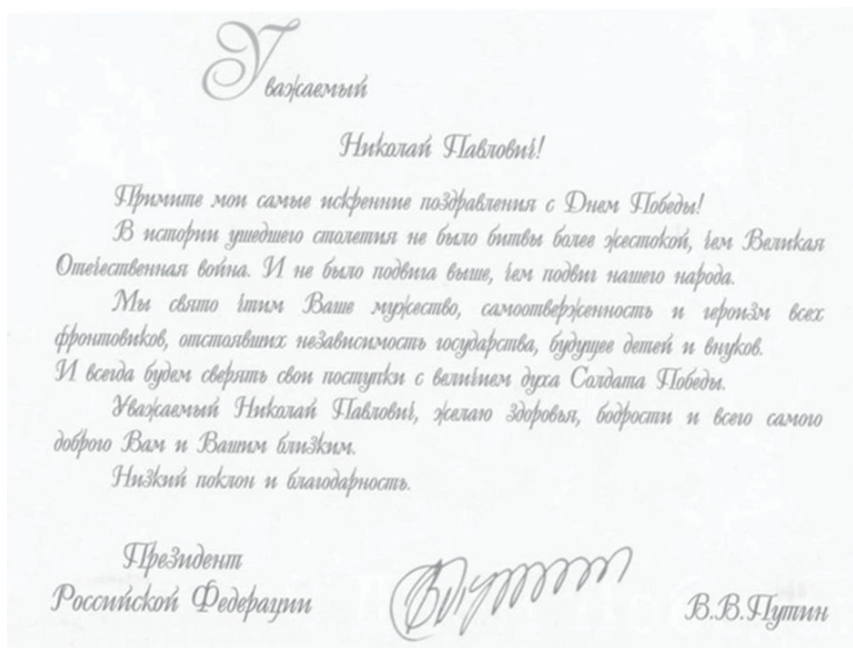 Уважаемый
Николай Павлович!
Примите мои самые искренние поздравления с Днем Победы!
В истории ушедшего столетия не было битвы более жестокой, чем Великая
Отечественная война. И не было подвига выше, чем подвиг нашего народа.
Мы свято чтим Ваше мужество, самоотверженность и героизм всех
фронтовиков, отстоявших независимость государства, будущее детей и внуков.
И всегда будем сверять свои поступки с величием духа Солдата Победы.
Уважаемый Николай Павлович, желаю здоровья, бодрости и всего самого
доброго Вам и Вашим близким.
Низкий поклон и благодарность.
Президент
Российской Федерации
В.В.Путин